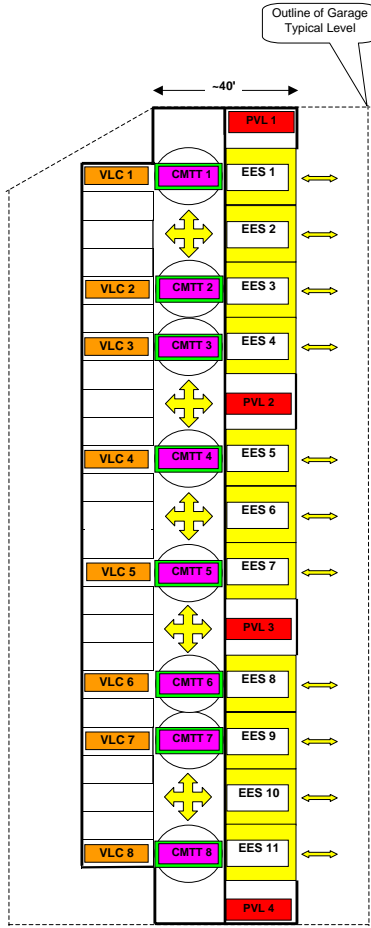 Outline of Garage
Typical Level
~40'
PVL 1
VLC 1 CMTT 1 EES 1
EES 2
VLC 2 CMTT 2 EES 3
VLC 3 CMTT 3 EES 4
PVL 2
VLC 4 CMTT 4 EES 5
EES 6
VLC 5 CMTT 5 EES 7
PVL 3
VLC 6 CMTT 6 EES 8
VLC 7 CMTT 7 EES 9
EES 10
VLC 8 CMTT 8 EES 11
PVL 4